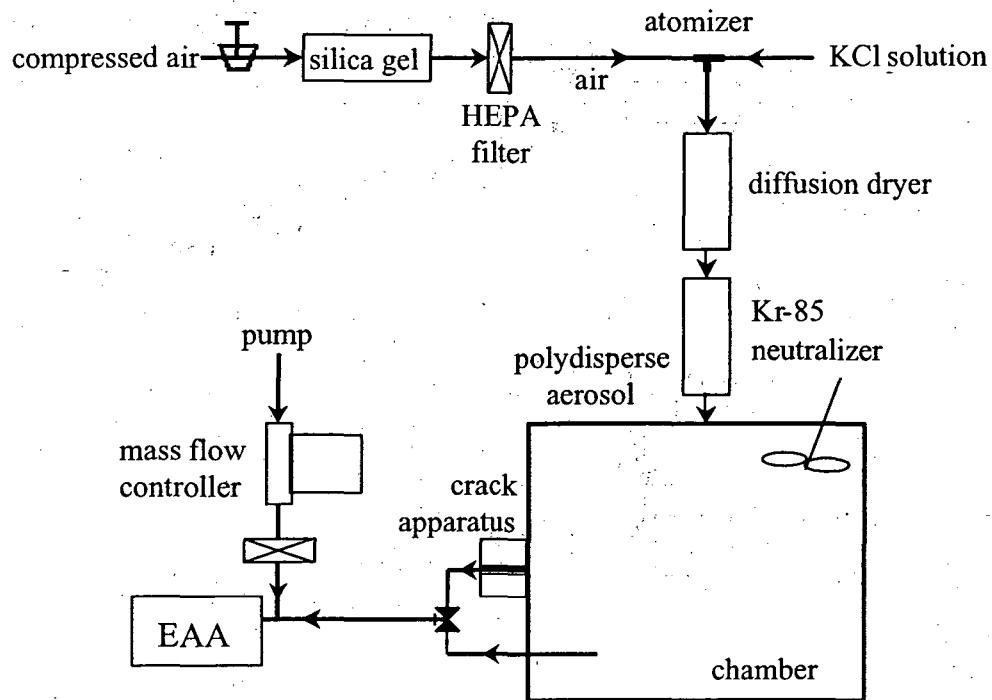 atomizer
compressed air
silica gel
KCl solution
air
HEPA
filter
diffusion dryer
Kr-85
neutralizer
pump
polydisperse
aerosol
mass flow
controller
crack
apparatus
EAA
chamber